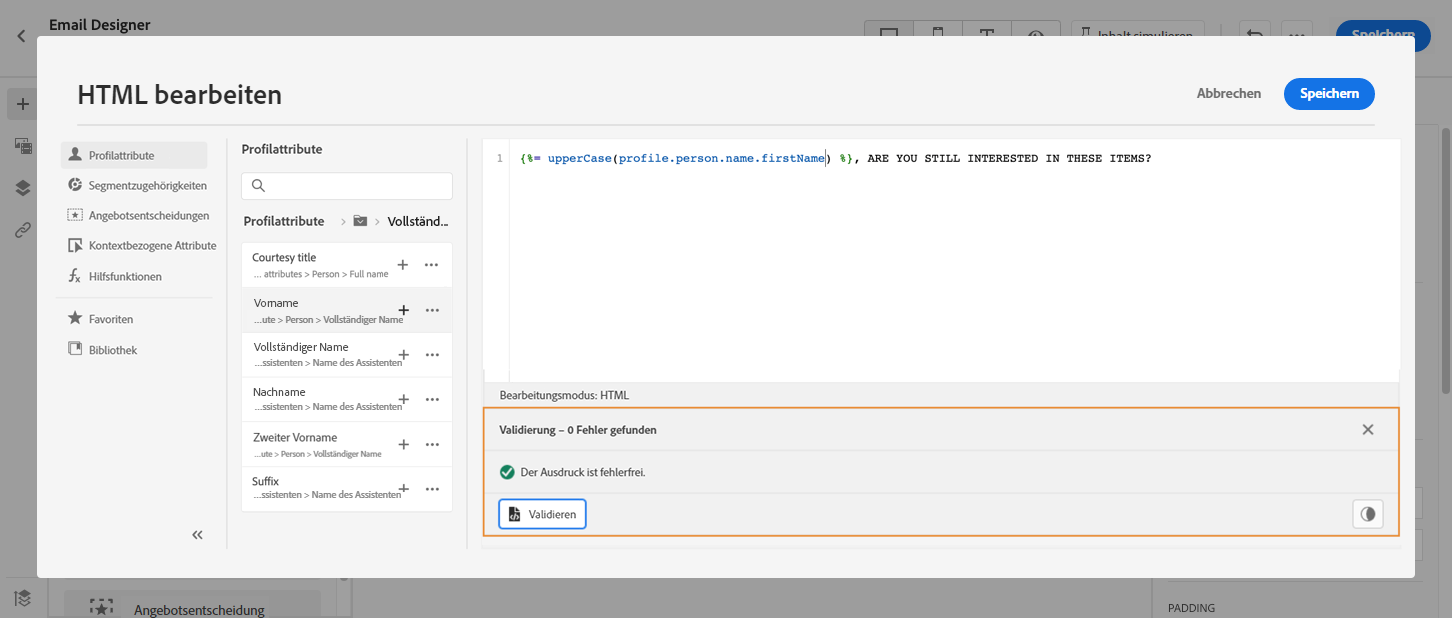 Email Designer
Inhalt simulieren
Speichern
HTML bearbeiten
Abbrechen
Speichern
Profilattribute
Segmentzugehörigkeiten
Angebotsentscheidungen
Kontextbezogene Attribute
Hilfsfunktionen
Favoriten
Bibliothek
Profilattribute
Profilattribute > Vollständ...
Courtesy title
... attributes > Person > Full name
Vorname
...ute > Person > Vollständiger Name
Vollständiger Name
...ssistenten > Name des Assistenten
Nachname
...ssistenten > Name des Assistenten
Zweiter Vorname
...ute > Person > Vollständiger Name
Suffix
...ssistenten > Name des Assistenten
1 {%= upperCase(profile.person.name.firstName) %}, ARE YOU STILL INTERESTED IN THESE ITEMS?
Bearbeitungsmodus: HTML
Validierung – 0 Fehler gefunden
Der Ausdruck ist fehlerfrei.
Validieren
Angebotsentscheidung
PADDING